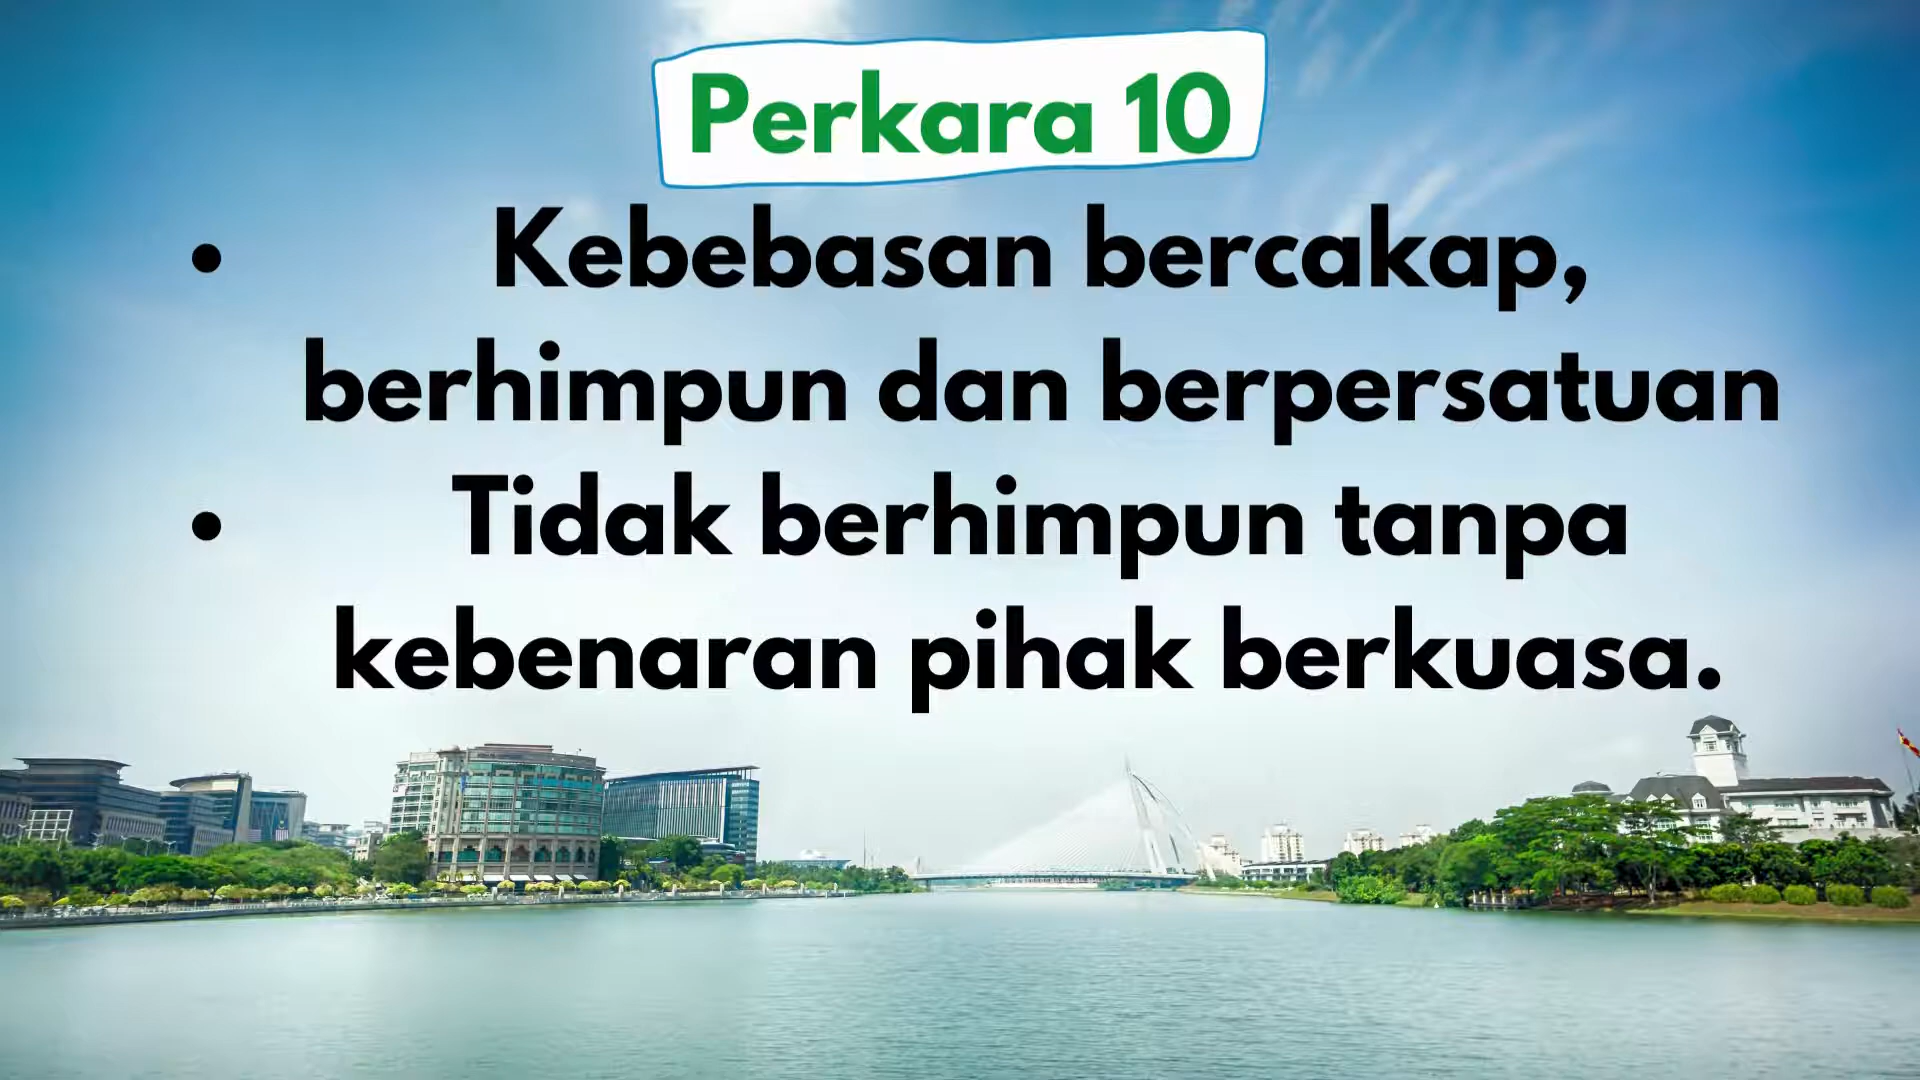 Perkara 10
• Kebebasan bercakap,
berhimpun dan berpersatuan
• Tidak berhimpun tanpa
kebenaran pihak berkuasa.